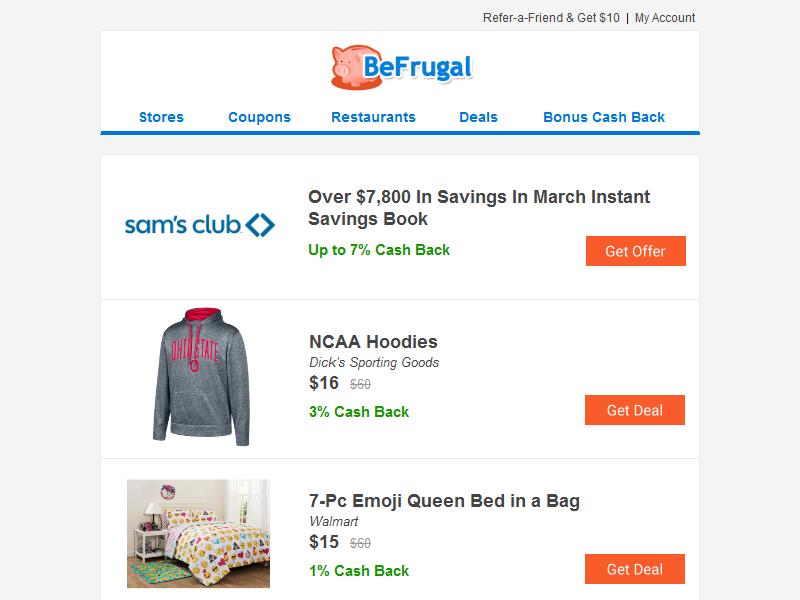 Refer-a-Friend & Get $10 | My Account
BeFrugal
Stores Coupons Restaurants Deals Bonus Cash Back
sam's club
Over $7,800 In Savings In March Instant
Savings Book
Up to 7% Cash Back
Get Offer
OHIO STATE
NCAA Hoodies
Dick's Sporting Goods
$16 $60
3% Cash Back
Get Deal
7-Pc Emoji Queen Bed in a Bag
Walmart
$15 $60
1% Cash Back
Get Deal